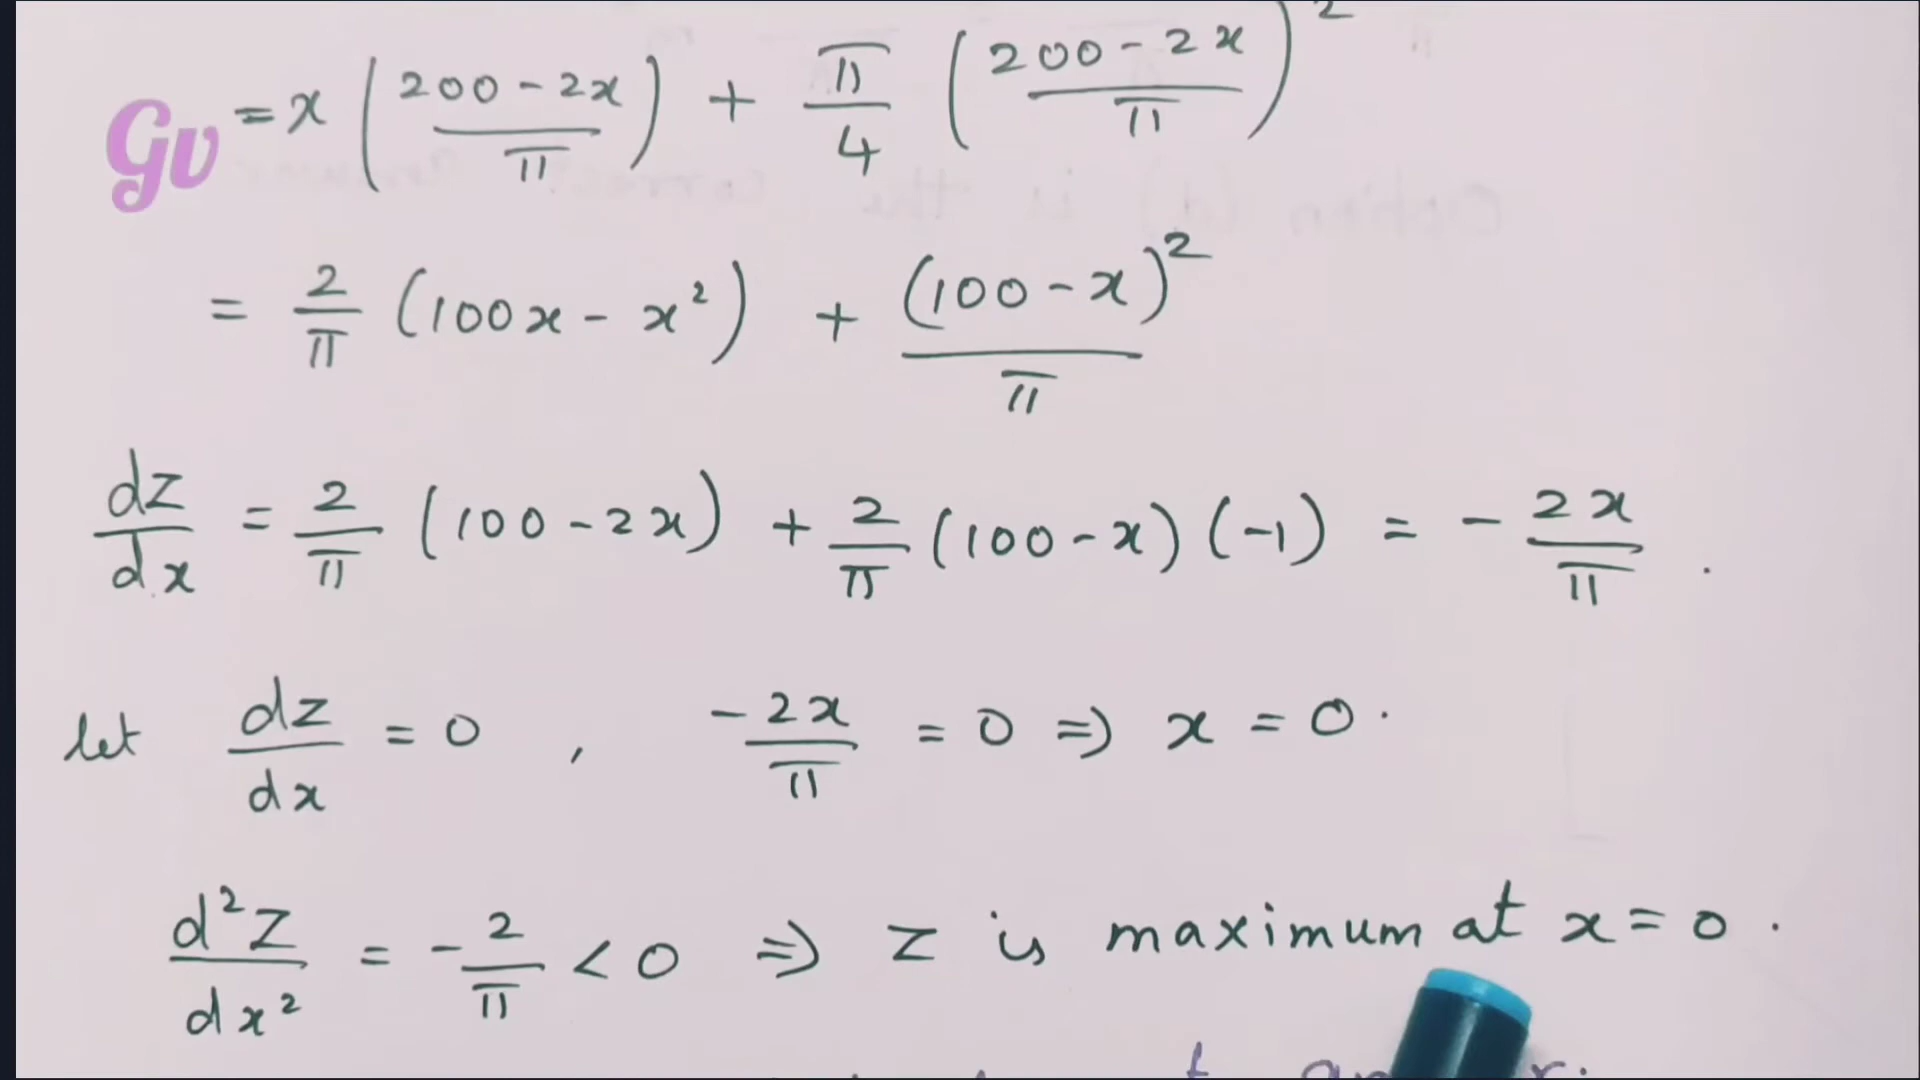 Gv
= x ( (200 - 2x) / π ) + π/4 ( (200 - 2x) / π )²
= 2/π (100x - x²) + (100 - x)² / π
dz/dx = 2/π (100 - 2x) + 2/π (100 - x) (-1) = - 2x/π .
let dz/dx = 0 , -2x/π = 0 ⇒ x = 0 .
d²z/dx² = - 2/π < 0 ⇒ z is maximum at x = 0 .